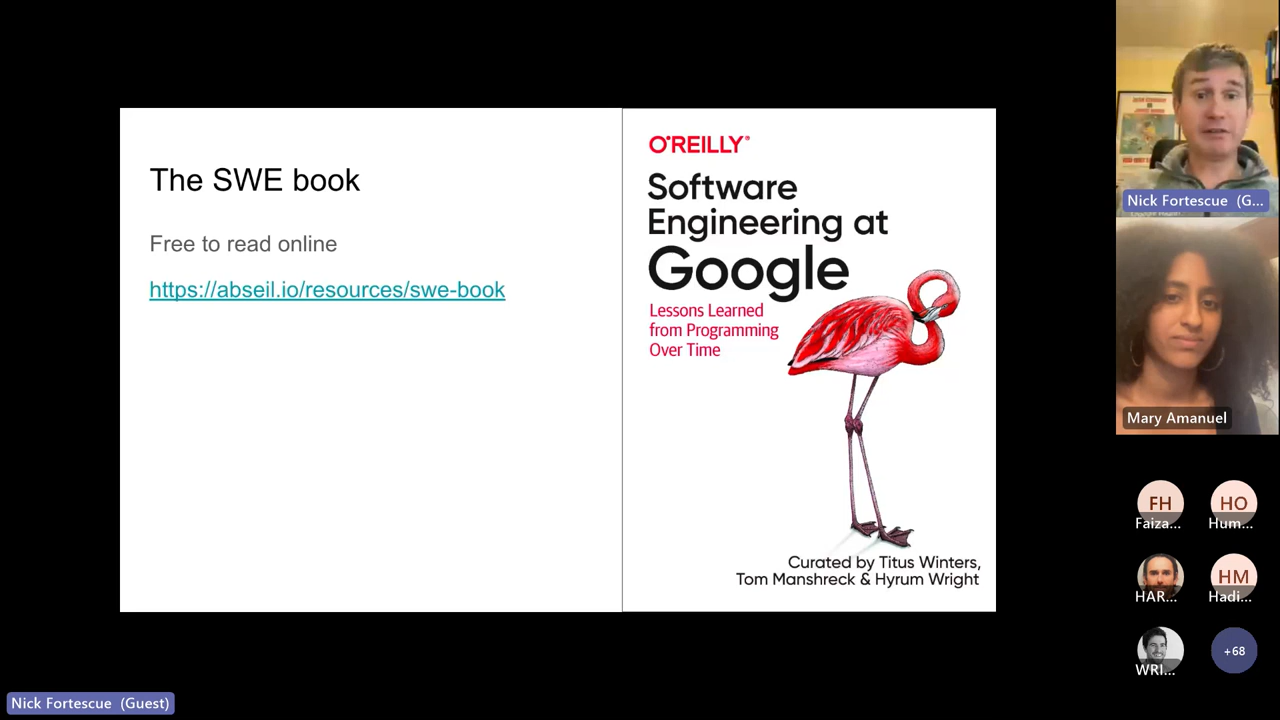 The SWE book
Free to read online
https://abseil.io/resources/swe-book
O'REILLY®
Software
Engineering at
Google
Lessons Learned
from Programming
Over Time
Curated by Titus Winters,
Tom Manshreck & Hyrum Wright
Nick Fortescue (G...
Mary Amanuel
FH
HO
Faiza...
Hum...
HM
HAR...
Hadi...
WRI...
+68
Nick Fortescue (Guest)